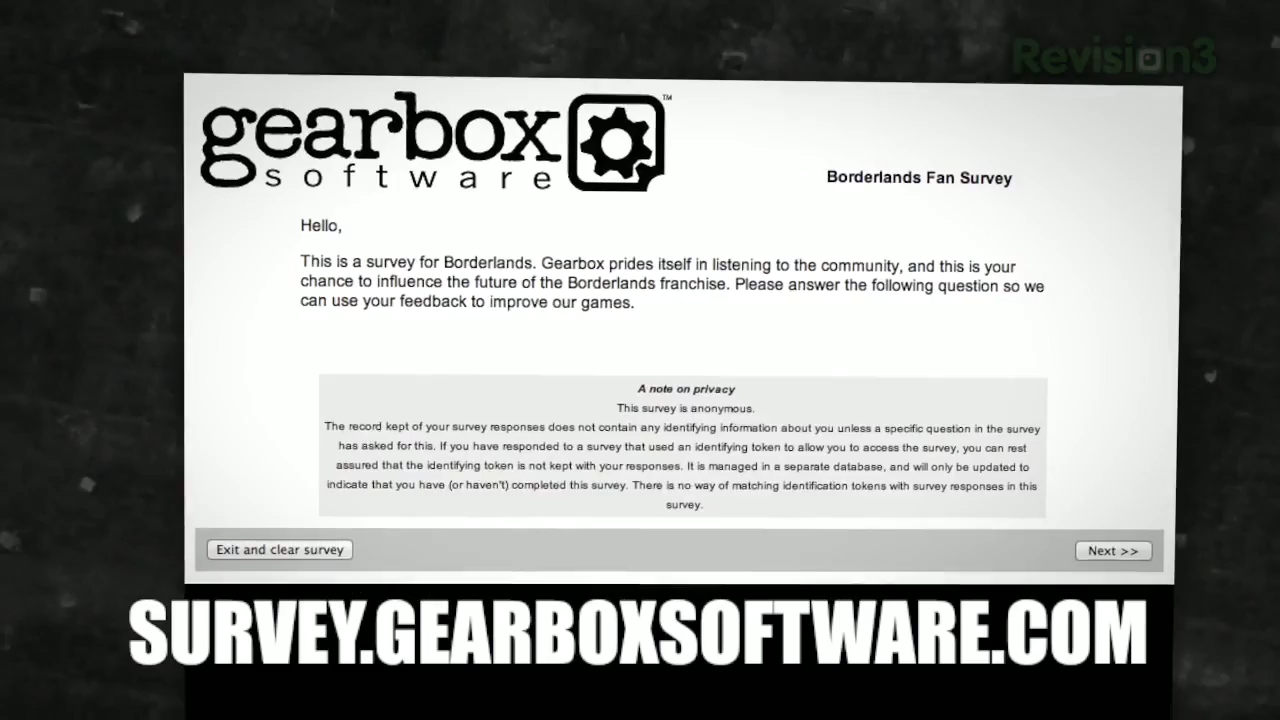 Revision3
gearbox
software
™
Borderlands Fan Survey
Hello,
This is a survey for Borderlands. Gearbox prides itself in listening to the community, and this is your
chance to influence the future of the Borderlands franchise. Please answer the following question so we
can use your feedback to improve our games.
A note on privacy
This survey is anonymous.
The record kept of your survey responses does not contain any identifying information about you unless a specific question in the survey
has asked for this. If you have responded to a survey that used an identifying token to allow you to access the survey, you can rest
assured that the identifying token is not kept with your responses. It is managed in a separate database, and will only be updated to
indicate that you have (or haven't) completed this survey. There is no way of matching identification tokens with survey responses in this
survey.
Exit and clear survey
Next >>
SURVEY.GEARBOXSOFTWARE.COM